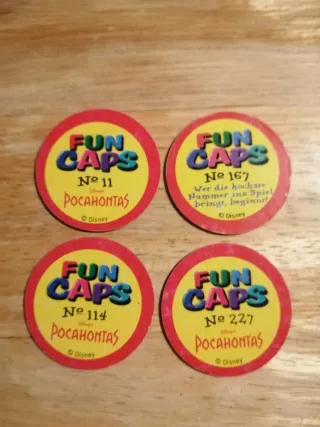 FUN
CAPS
Nº 11
Disney's
POCAHONTAS
© Disney
FUN
CAPS
Nº 167
Wer die höchste
Nummer ins Spiel
bringt, beginnt!
© Disney
FUN
CAPS
Nº 114
Disney's
POCAHONTAS
© Disney
FUN
CAPS
Nº 227
Disney's
POCAHONTAS
© Disney